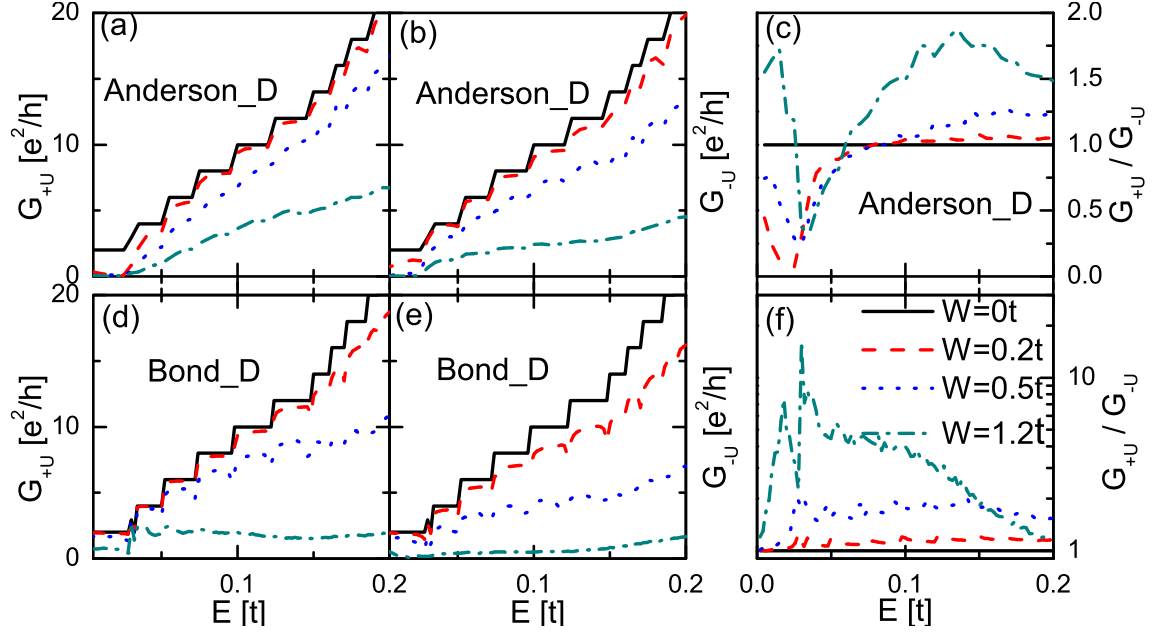 (a)
Anderson_D
G+U [e²/h]
20
10
0
(b)
Anderson_D
G-U [e²/h]
(c)
Anderson_D
2.0
1.5
1.0
0.5
0.0
G+U / G-U
(d)
Bond_D
G+U [e²/h]
20
10
0
0.1
0.2
E [t]
(e)
Bond_D
G-U [e²/h]
0.1
0.2
E [t]
(f)
W=0t
W=0.2t
W=0.5t
W=1.2t
10
1
G+U / G-U
0.0
0.1
0.2
E [t]